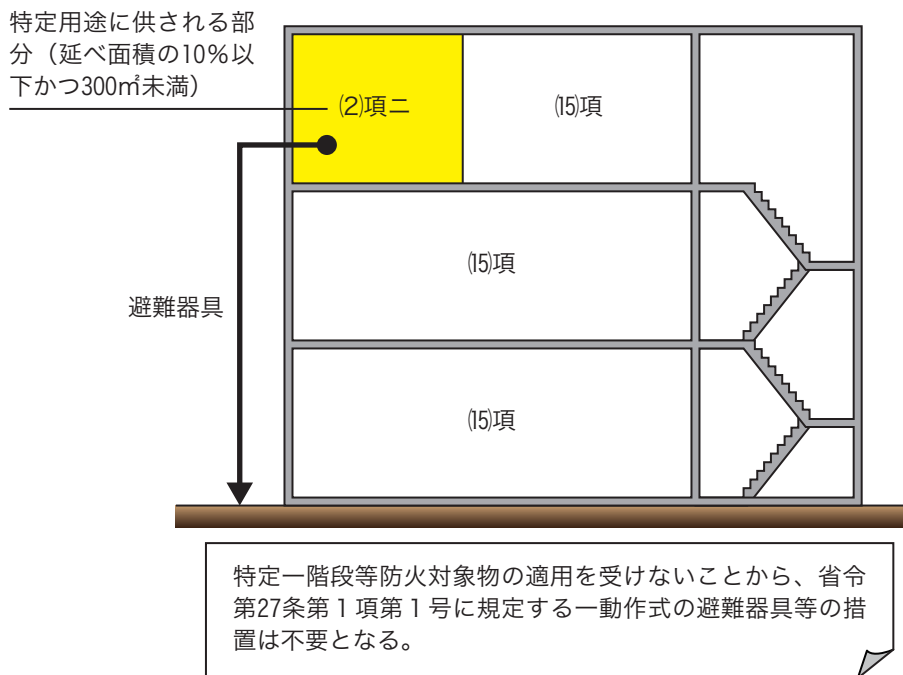 特定用途に供される部
分（延べ面積の10％以
下かつ300㎡未満）
⑵項ニ
⒂項
⒂項
避難器具
⒂項
特定一階段等防火対象物の適用を受けないことから、省令
第27条第１項第１号に規定する一動作式の避難器具等の措
置は不要となる。